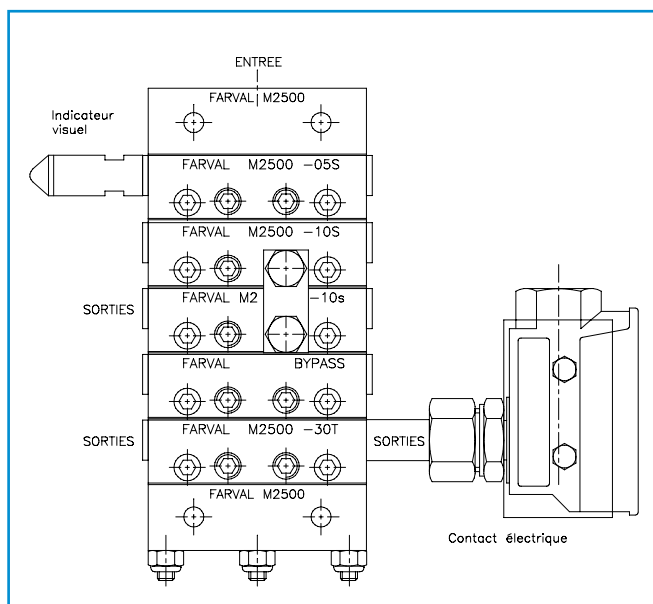 ENTREE
FARVAL M2500
Indicateur
visuel
FARVAL M2500 -05S
FARVAL M2500 -10S
SORTIES
FARVAL M2 -10s
FARVAL BYPASS
SORTIES
FARVAL M2500 -30T
SORTIES
FARVAL M2500
Contact électrique